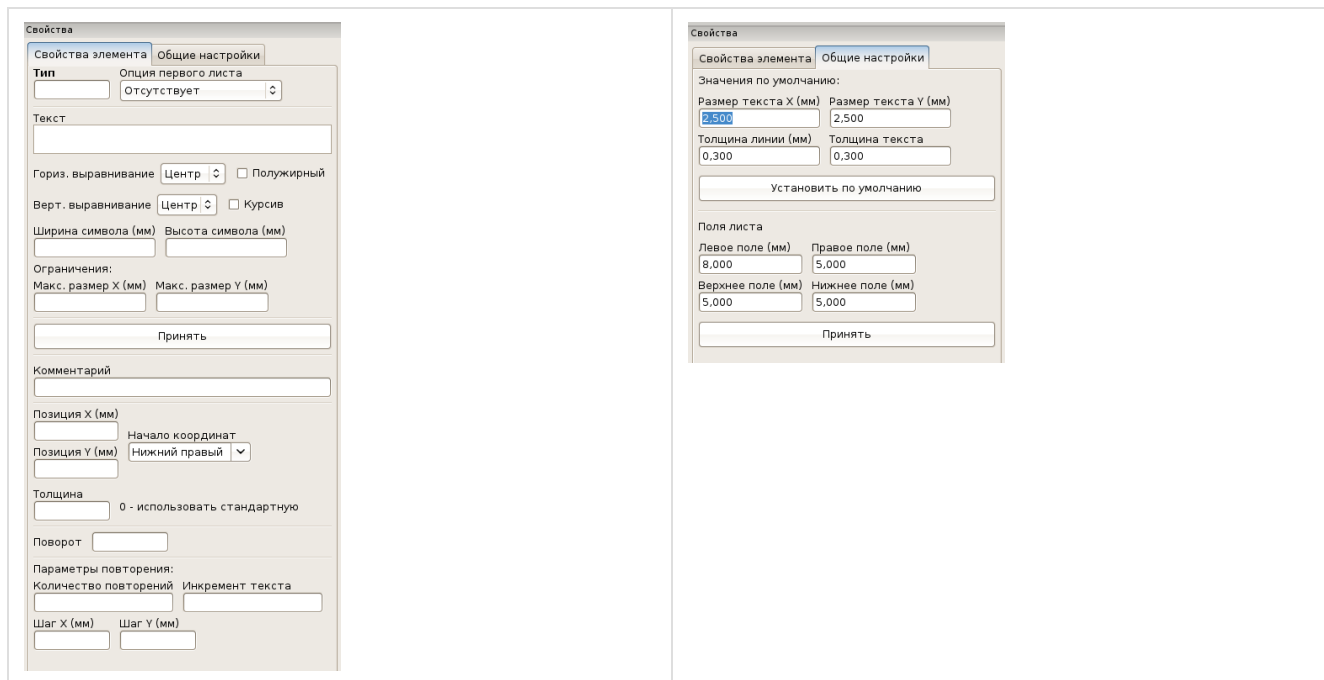 Свойства
Свойства элемента Общие настройки
Тип Опция первого листа
Отсутствует
Текст
Гориз. выравнивание Центр Полужирный
Верт. выравнивание Центр Курсив
Ширина символа (мм) Высота символа (мм)
Ограничения:
Макс. размер X (мм) Макс. размер Y (мм)
Принять
Комментарий
Позиция X (мм)
Начало координат
Позиция Y (мм) Нижний правый
Толщина
0 - использовать стандартную
Поворот
Параметры повторения:
Количество повторений Инкремент текста
Шаг X (мм) Шаг Y (мм)
Свойства
Свойства элемента Общие настройки
Значения по умолчанию:
Размер текста X (мм) Размер текста Y (мм)
2,500 2,500
Толщина линии (мм) Толщина текста
0,300 0,300
Установить по умолчанию
Поля листа
Левое поле (мм) Правое поле (мм)
8,000 5,000
Верхнее поле (мм) Нижнее поле (мм)
5,000 5,000
Принять